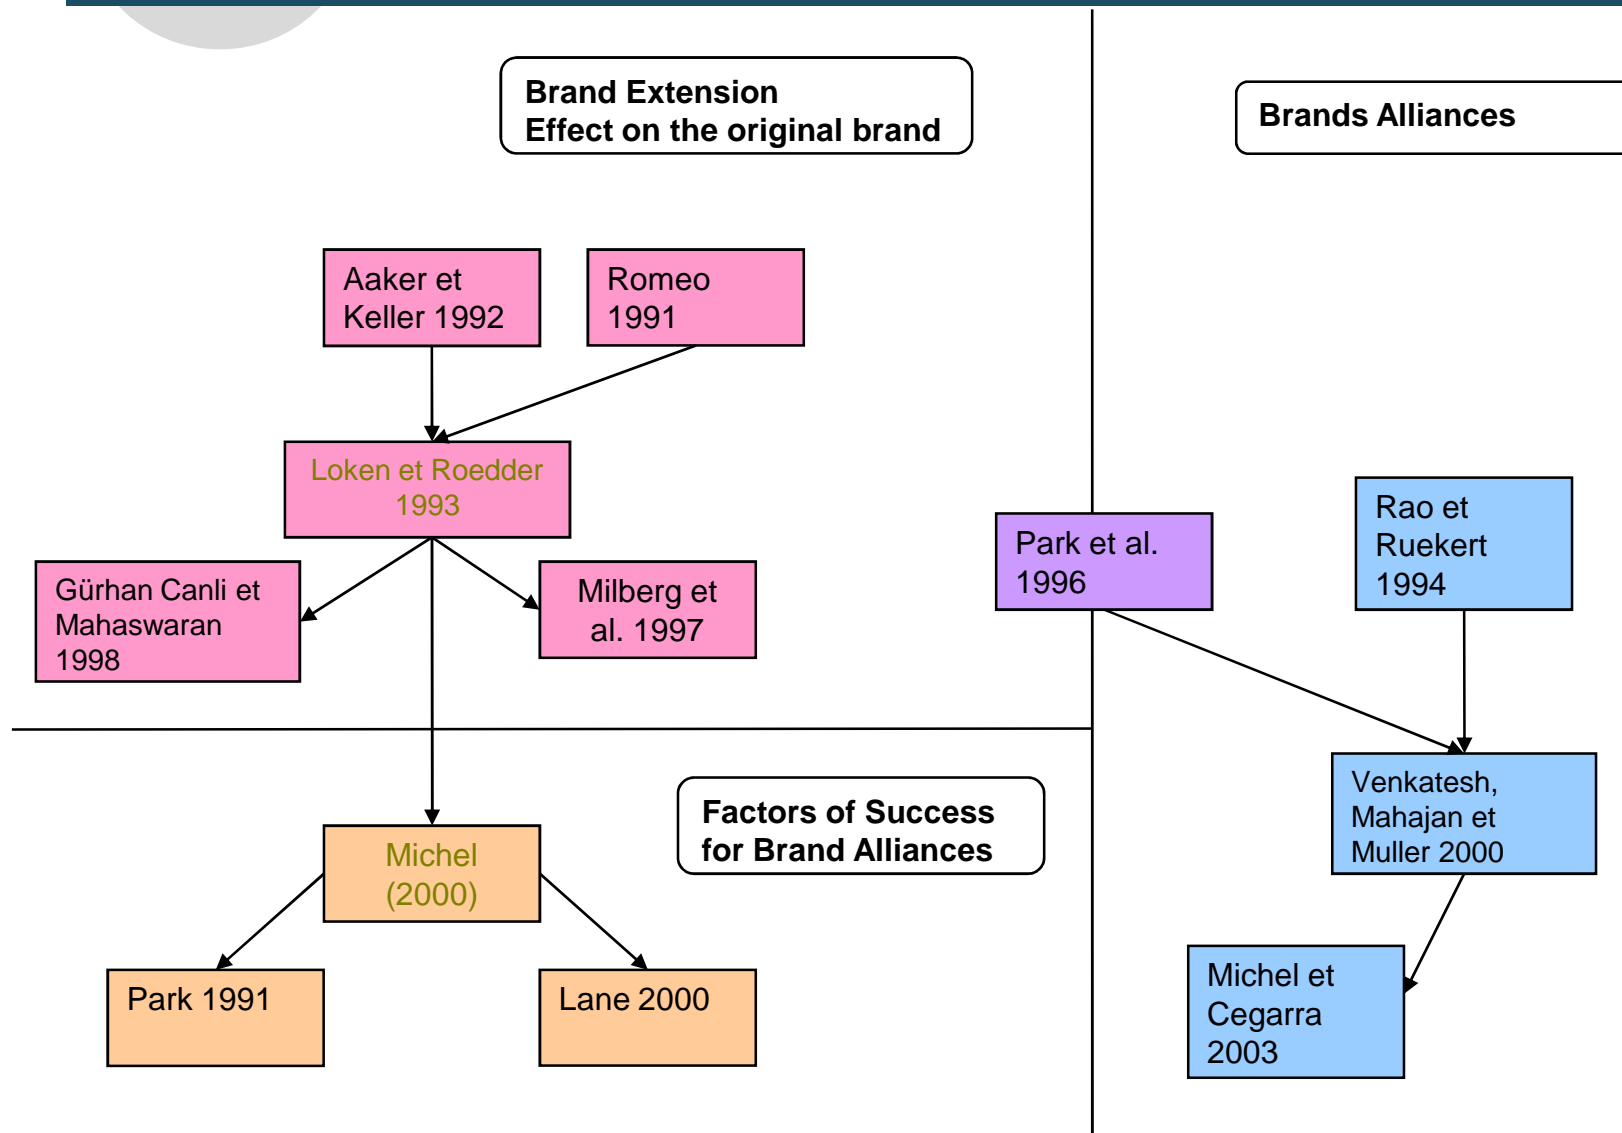 Brand Extension
Effect on the original brand
Brands Alliances
Aaker et
Keller 1992
Romeo
1991
Loken et Roedder
1993
Gürhan Canli et
Mahaswaran
1998
Milberg et
al. 1997
Park et al.
1996
Rao et
Ruekert
1994
Factors of Success
for Brand Alliances
Venkatesh,
Mahajan et
Muller 2000
Michel
(2000)
Park 1991
Lane 2000
Michel et
Cegarra
2003